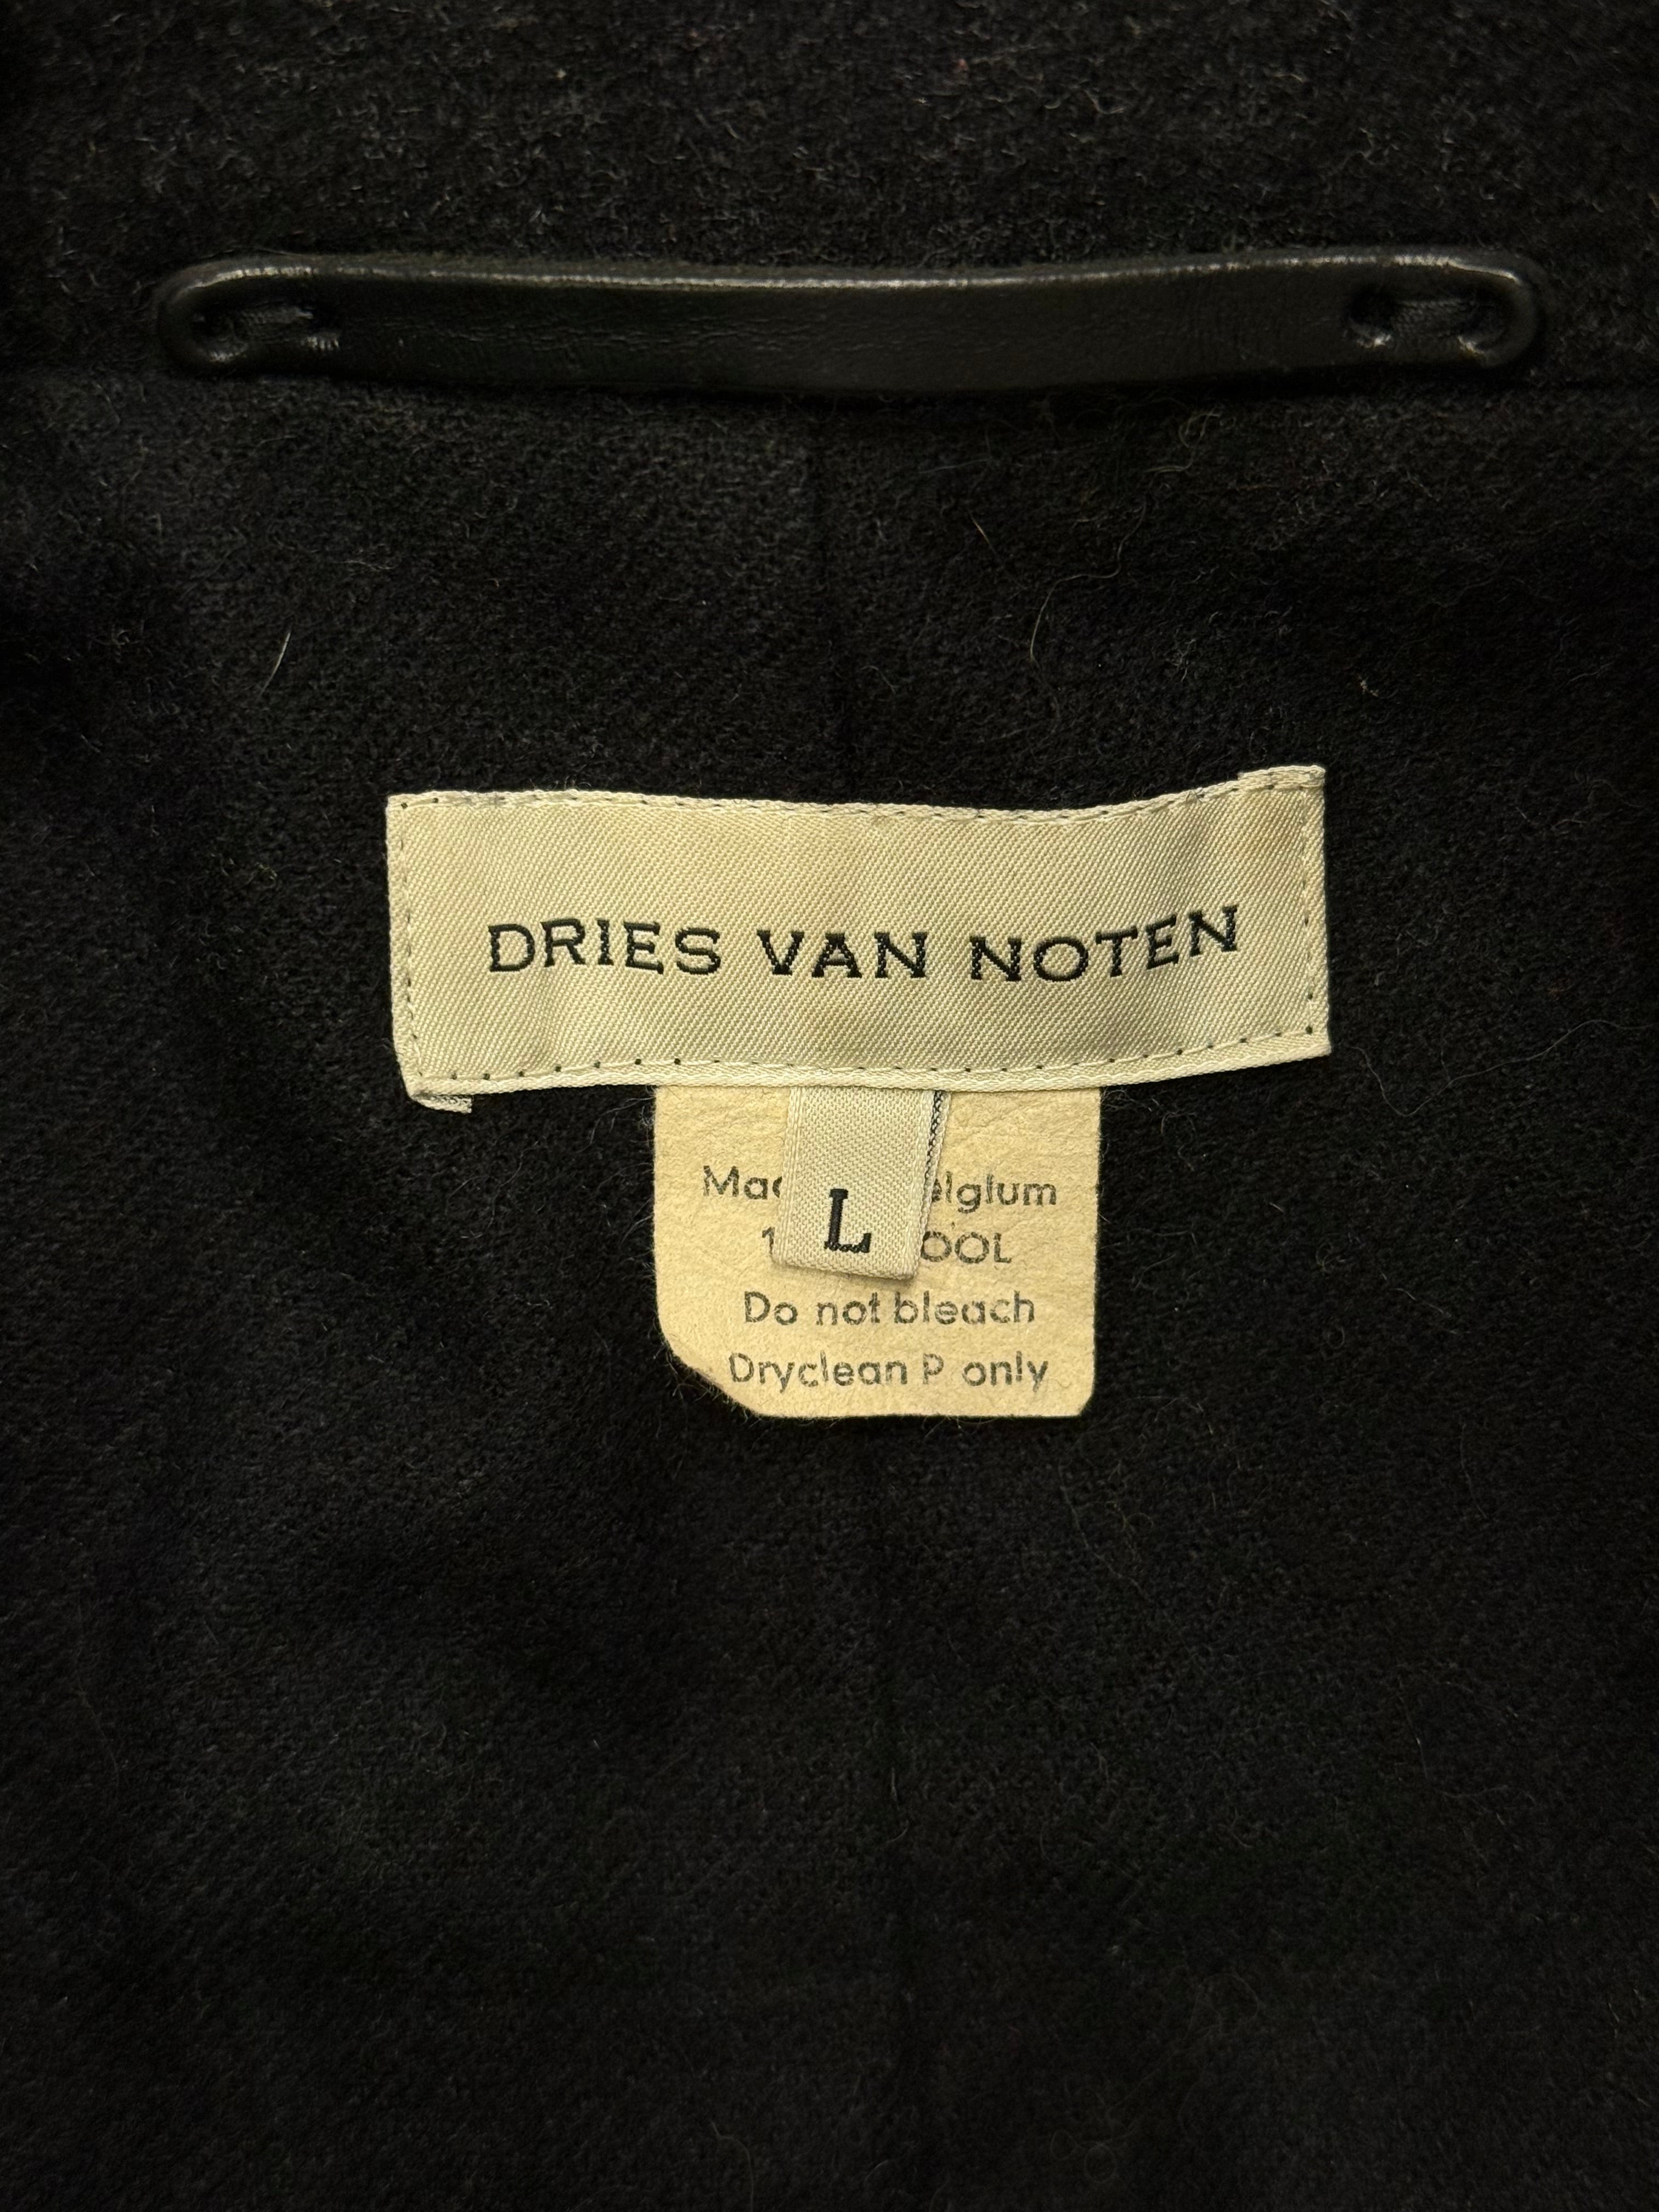 DRIES VAN NOTEN
L
Do not bleach
Dryclean P only